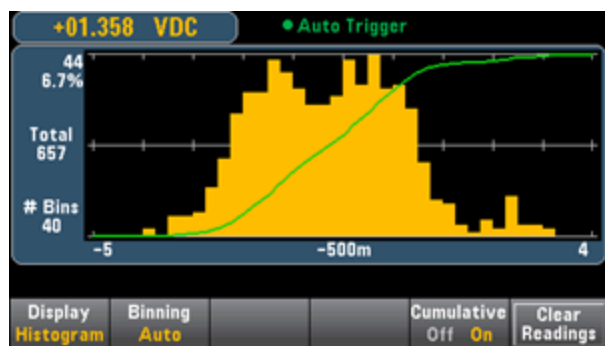 +01.358 VDC
Auto Trigger
44
6.7%
Total
657
# Bins
40
-5 -500m 4
Display Binning Cumulative Clear
Histogram Auto Off On Readings